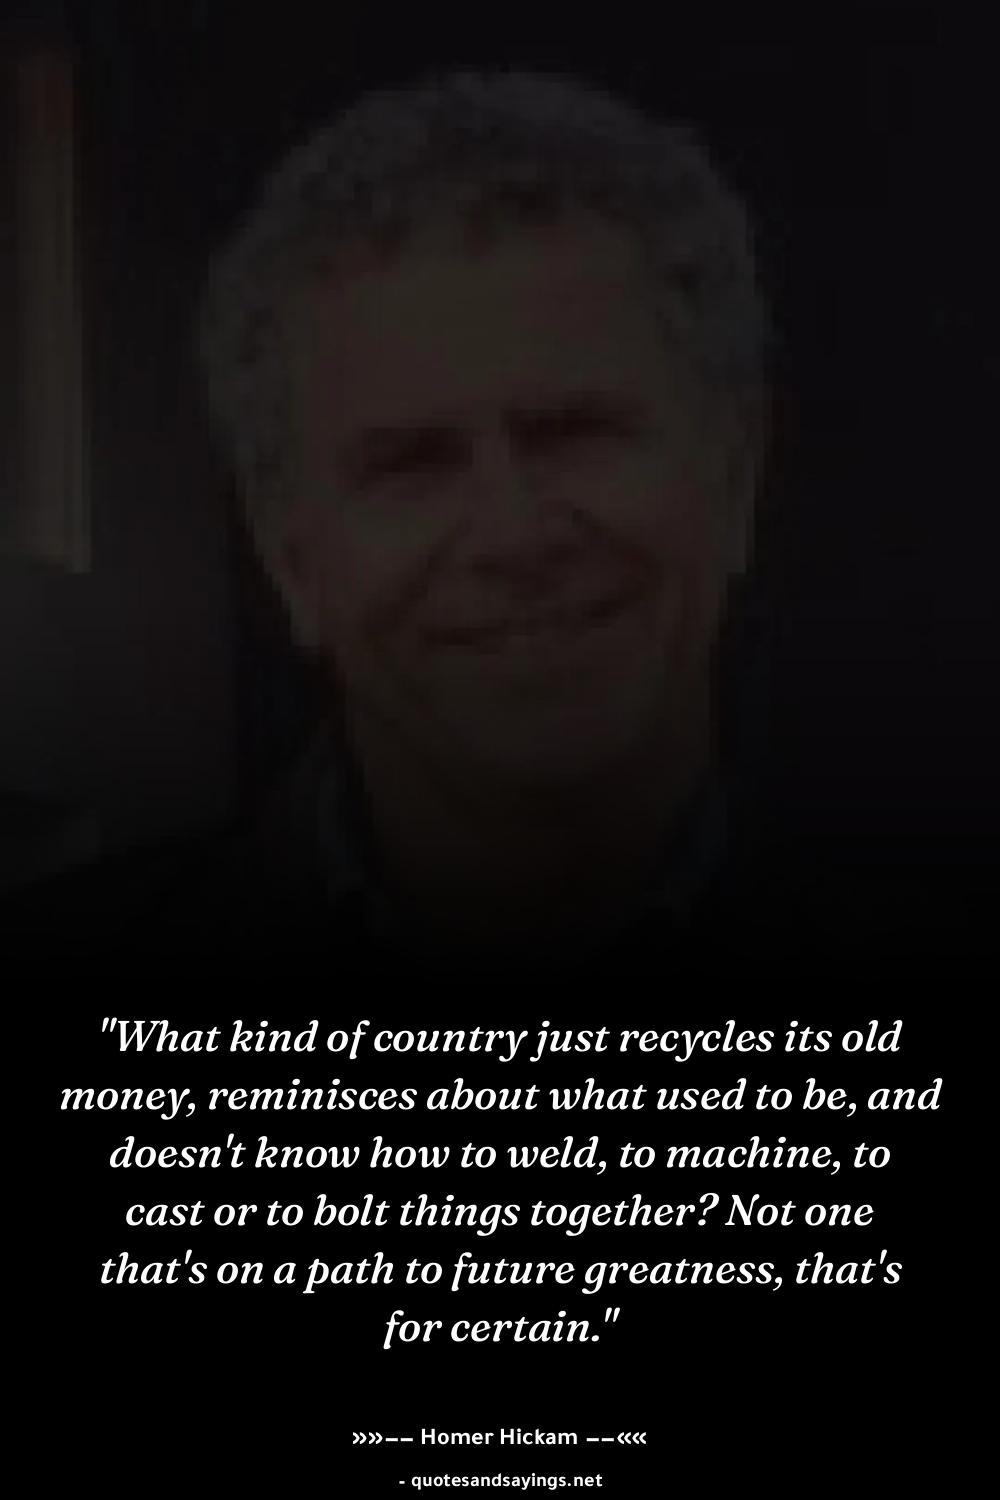 "What kind of country just recycles its old
money, reminisces about what used to be, and
doesn't know how to weld, to machine, to
cast or to bolt things together? Not one
that's on a path to future greatness, that's
for certain."
»»-- Homer Hickam --««
- quotesandsayings.net